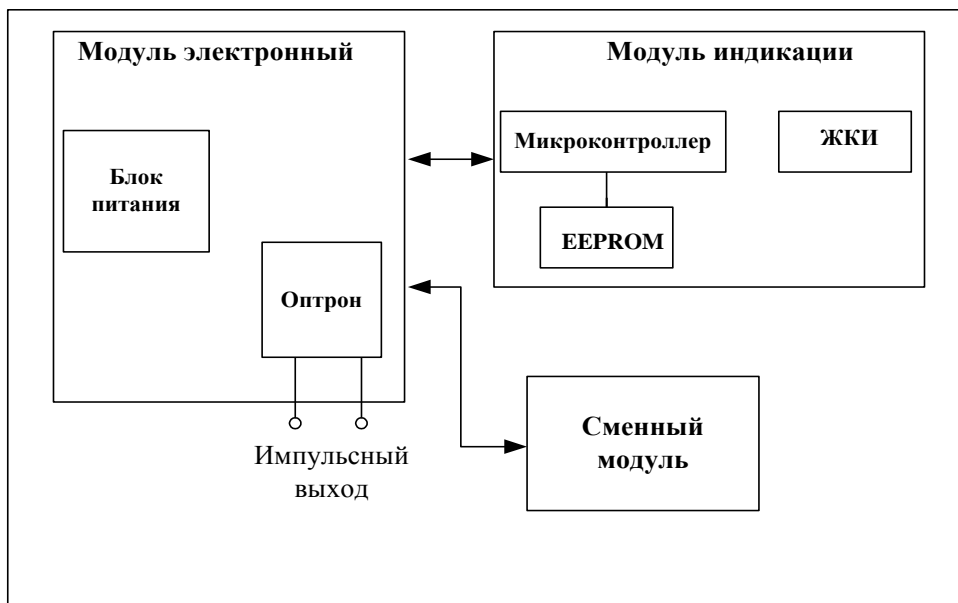 Модуль электронный
Модуль индикации
Микроконтроллер
ЖКИ
Блок
питания
EEPROM
Оптрон
Сменный
модуль
Импульсный
выход